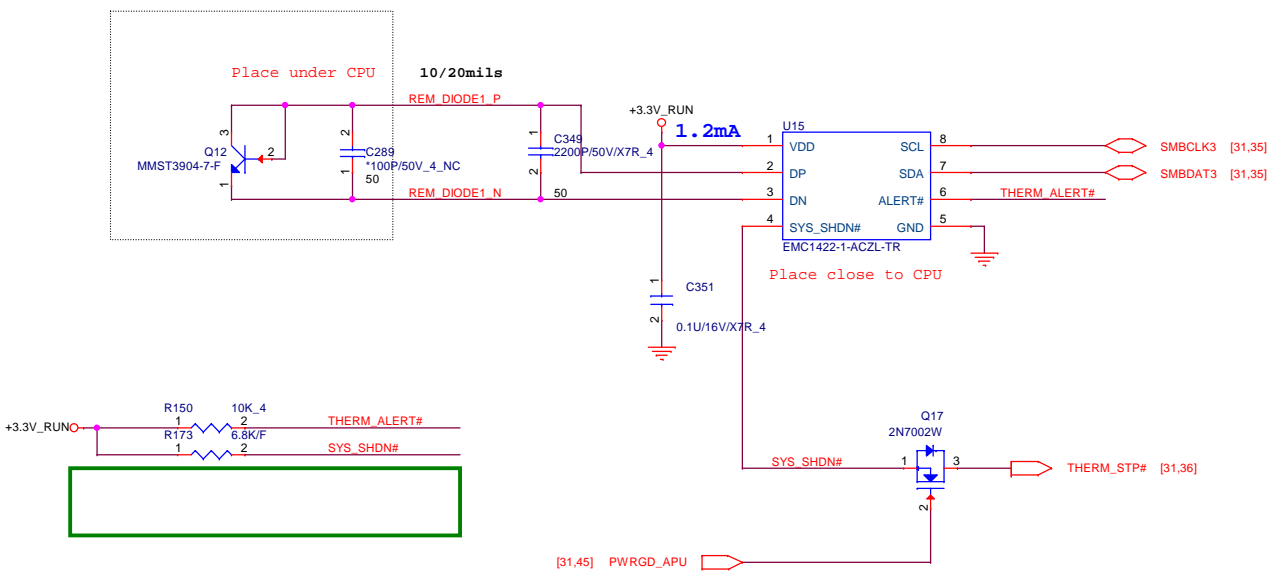 Place under CPU
10/20mils
REM_DIODE1_P
+3.3V_RUN
1.2mA
U15
3
2
1
Q12
MMST3904-7-F
2
1
C289
*100P/50V_4_NC
50
1
2
C349
2200P/50V/X7R_4
REM_DIODE1_N
50
1
VDD
SCL
8
SMBCLK3
[31,35]
2
DP
SDA
7
SMBDAT3
[31,35]
3
DN
ALERT#
6
THERM_ALERT#
4
SYS_SHDN#
GND
5
EMC1422-1-ACZL-TR
Place close to CPU
1
2
C351
0.1U/16V/X7R_4
+3.3V_RUN
R150
10K_4
1
2
THERM_ALERT#
R173
6.8K/F
1
2
SYS_SHDN#
Q17
2N7002W
SYS_SHDN#
1
3
2
THERM_STP#
[31,36]
[31,45]
PWRGD_APU